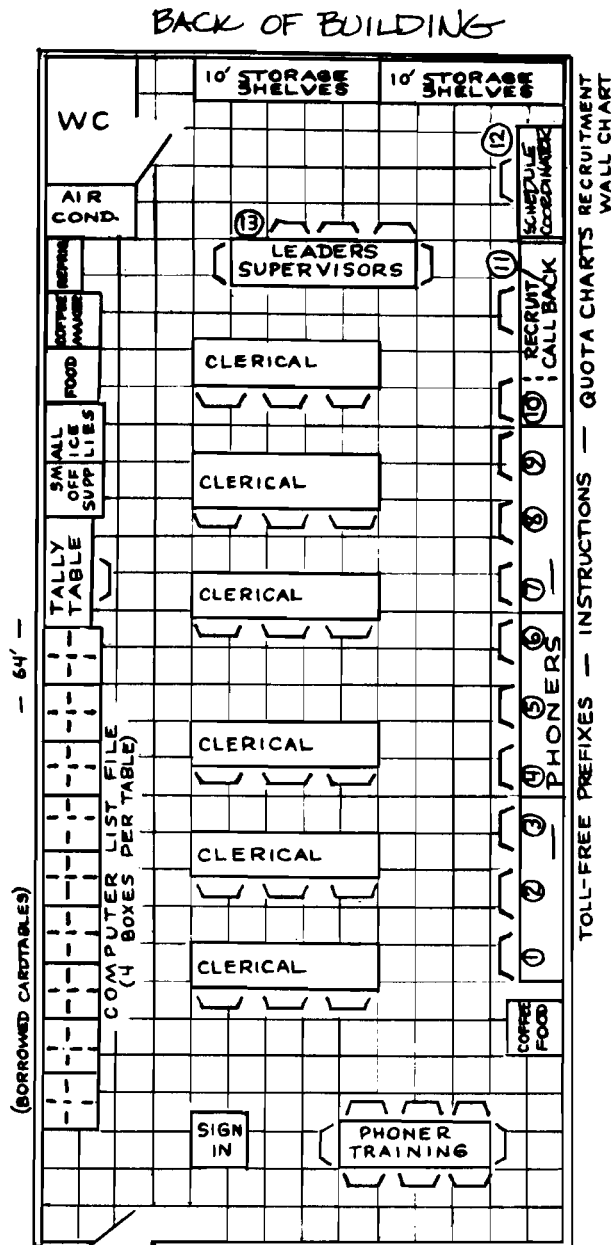 BACK OF BUILDING
10' STORAGE
SHELVES
10' STORAGE
SHELVES
WC
AIR
COND.
REFRIG
COFFEE
MAKER
FOOD
SMALL
OFFICE
SUPPLIES
TALLY
TABLE
COMPUTER LIST FILE
(4 BOXES PER TABLE)
— 64' —
(BORROWED CARDTABLES)
13
LEADERS
SUPERVISORS
CLERICAL
CLERICAL
CLERICAL
CLERICAL
CLERICAL
CLERICAL
12
SCHEDULE
COORDINATER
11
RECRUIT
CALL BACK
10
9
8
7
6
5
4
3
2
1
— PHONERS —
COFFEE
FOOD
SIGN
IN
PHONER
TRAINING
TOLL-FREE PREFIXES — INSTRUCTIONS — QUOTA CHARTS RECRUITMENT
WALL CHART